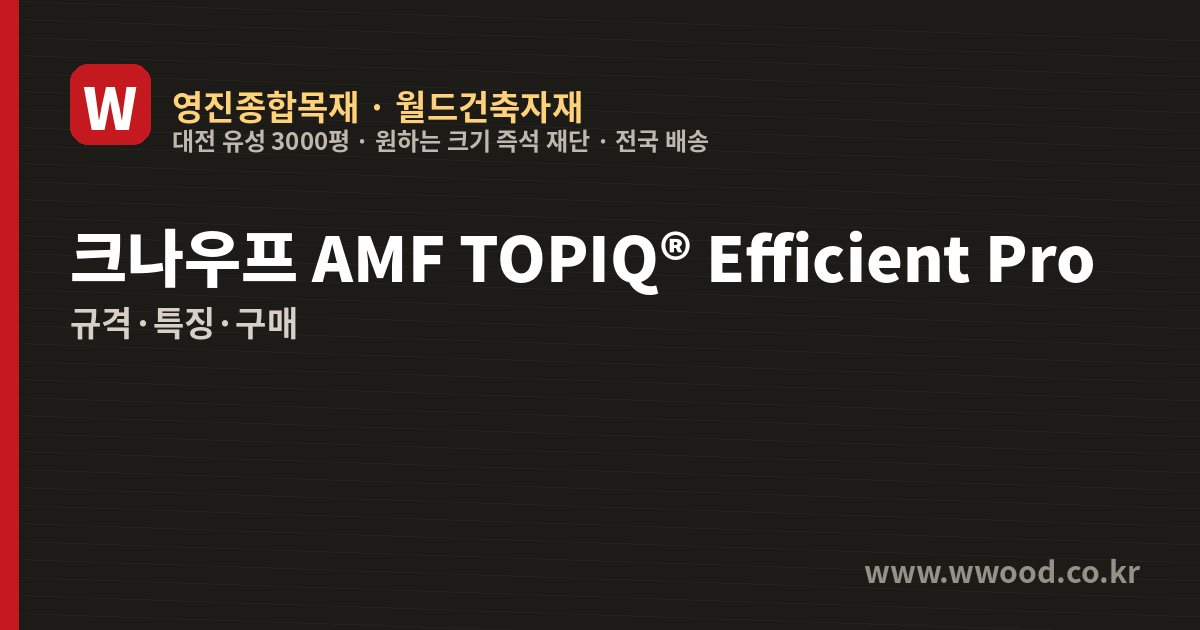 W
영진종합목재 · 월드건축자재
대전 유성 3000평 · 원하는 크기 즉석 재단 · 전국 배송
크나우프 AMF TOPIQ® Efficient Pro
규격·특징·구매
www.wwood.co.kr